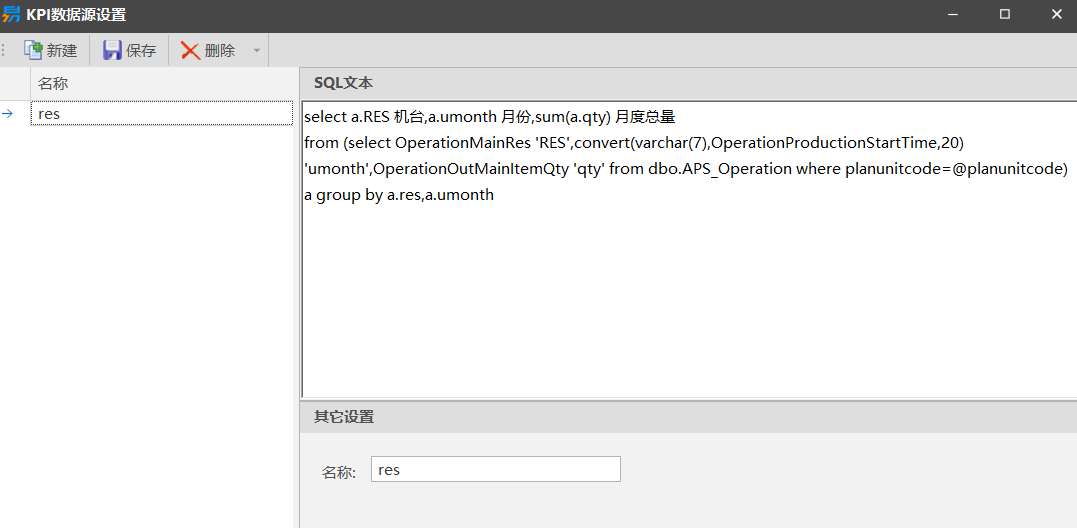 KPI数据源设置
新建 保存 删除
名称
res
SQL文本
select a.RES 机台,a.umonth 月份,sum(a.qty) 月度总量
from (select OperationMainRes 'RES',convert(varchar(7),OperationProductionStartTime,20)
'umonth',OperationOutMainItemQty 'qty' from dbo.APS_Operation where planunitcode=@planunitcode)
a group by a.res,a.umonth
其它设置
名称: res